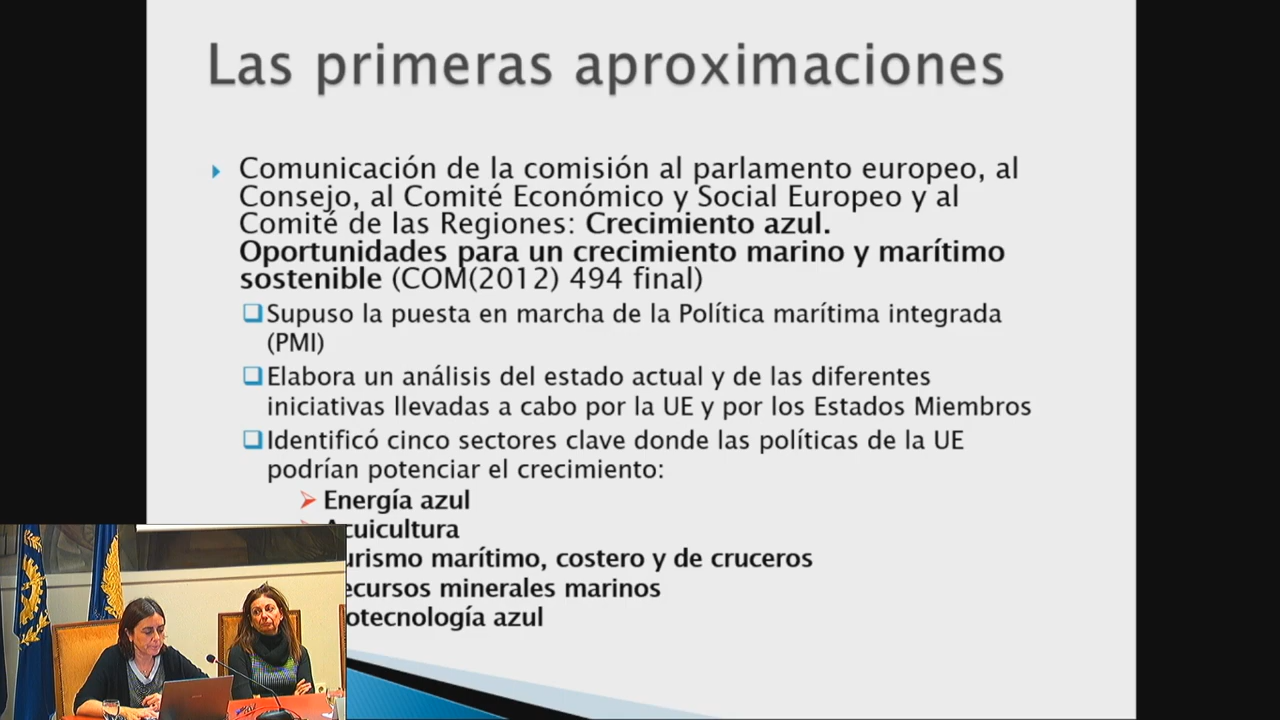 Las primeras aproximaciones
Comunicación de la comisión al parlamento europeo, al
Consejo, al Comité Económico y Social Europeo y al
Comité de las Regiones: Crecimiento azul.
Oportunidades para un crecimiento marino y marítimo
sostenible (COM(2012) 494 final)
Supuso la puesta en marcha de la Política marítima integrada
(PMI)
Elabora un análisis del estado actual y de las diferentes
iniciativas llevadas a cabo por la UE y por los Estados Miembros
Identificó cinco sectores clave donde las políticas de la UE
podrían potenciar el crecimiento:
Energía azul
Acuicultura
urismo marítimo, costero y de cruceros
ecursos minerales marinos
otecnología azul